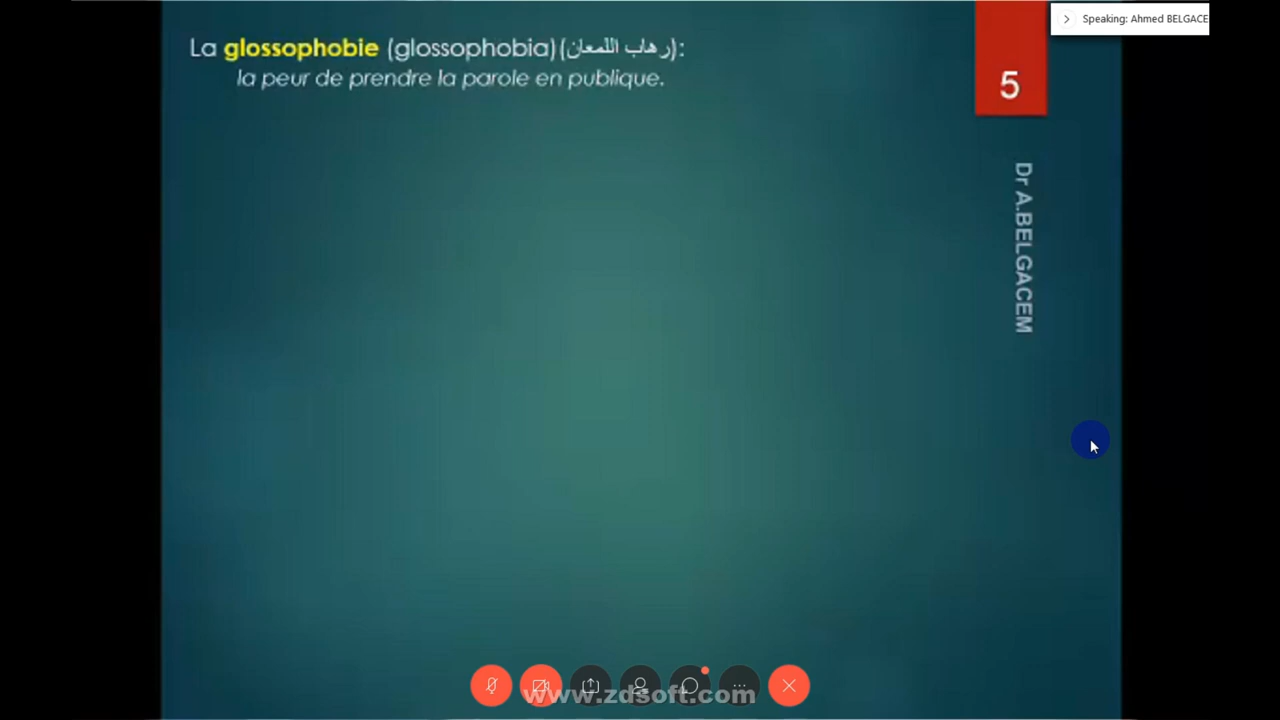 La glossophobie (glossophobia)(رهاب اللمعان):
la peur de prendre la parole en publique.
5
Dr A.BELGACEM
Speaking: Ahmed BELGACE
www.zdsoft.com